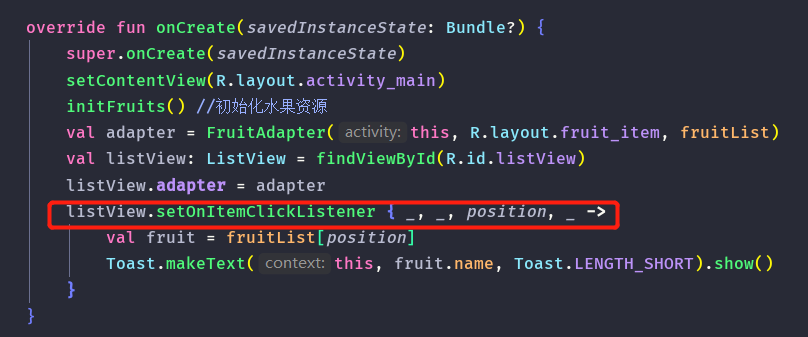 override fun onCreate(savedInstanceState: Bundle?) {
super.onCreate(savedInstanceState)
setContentView(R.layout.activity_main)
initFruits() //初始化水果资源
val adapter = FruitAdapter( activity: this, R.layout.fruit_item, fruitList)
val listView: ListView = findViewById(R.id.listView)
listView.adapter = adapter
listView.setOnItemClickListener { _, _, position, _ ->
val fruit = fruitList[position]
Toast.makeText( context: this, fruit.name, Toast.LENGTH_SHORT).show()
}
}